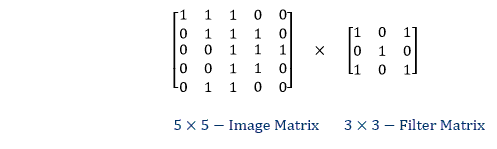 1 1 1 0 0
0 1 1 1 0
0 0 1 1 1
0 0 1 1 0
0 1 1 0 0
×
1 0 1
0 1 0
1 0 1
5 × 5 − Image Matrix
3 × 3 − Filter Matrix